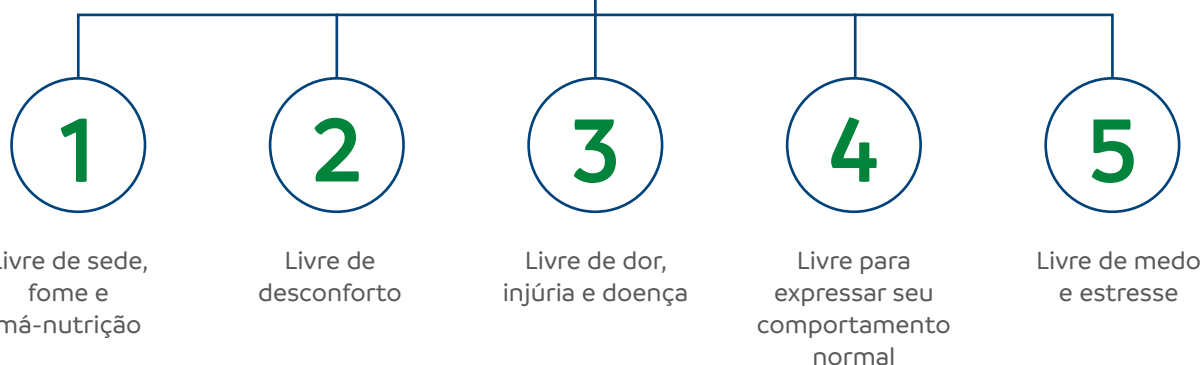 1
Livre de sede,
fome e
má-nutrição
2
Livre de
desconforto
3
Livre de dor,
injúria e doença
4
Livre para
expressar seu
comportamento
normal
5
Livre de medo
e estresse